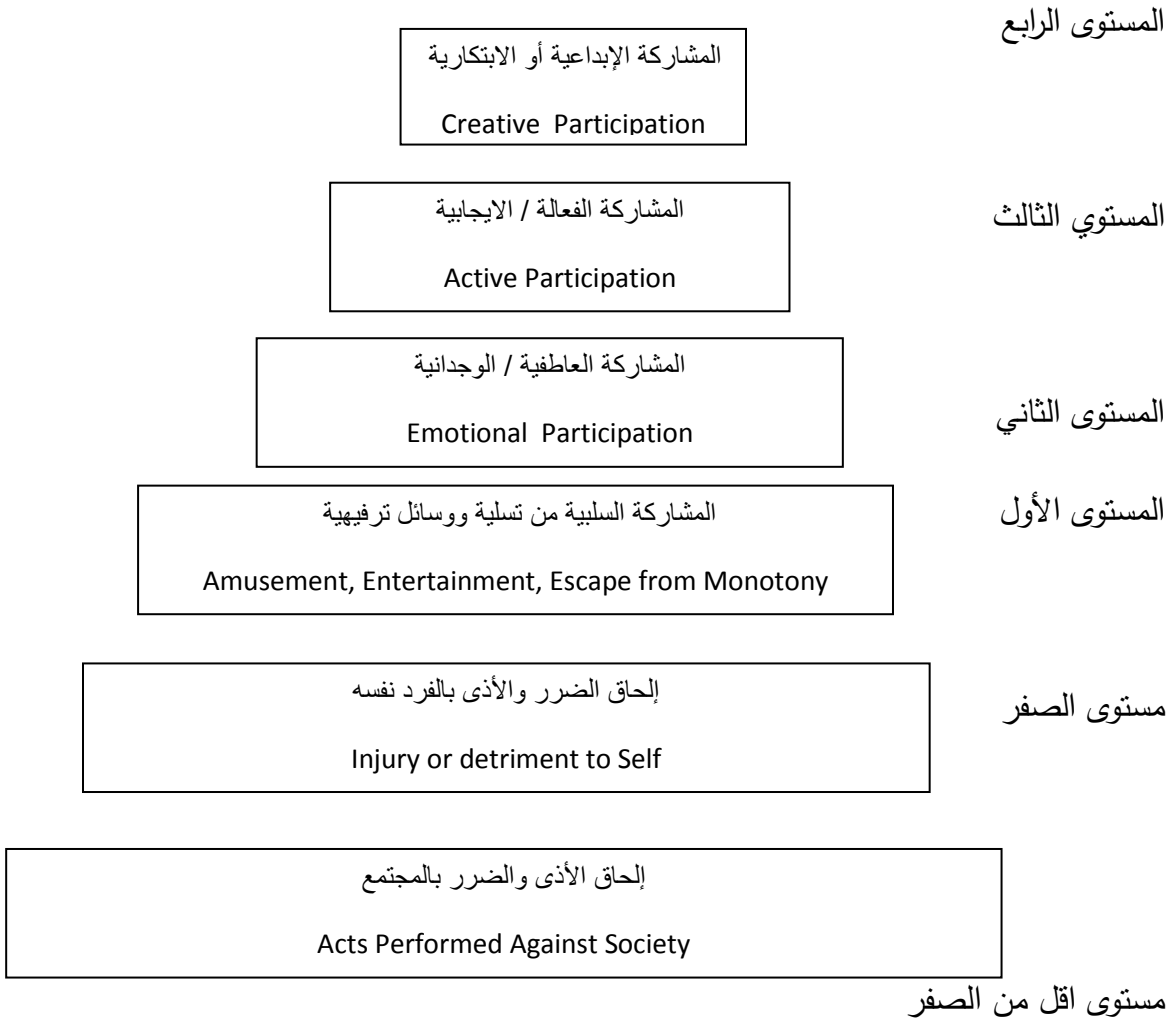 المستوى الرابع
المشاركة الإبداعية أو الابتكارية
Creative Participation
المستوي الثالث
المشاركة الفعالة / الايجابية
Active Participation
المستوى الثاني
المشاركة العاطفية / الوجدانية
Emotional Participation
المستوى الأول
المشاركة السلبية من تسلية ووسائل ترفيهية
Amusement, Entertainment, Escape from Monotony
مستوى الصفر
إلحاق الضرر والأذى بالفرد نفسه
Injury or detriment to Self
إلحاق الأذى والضرر بالمجتمع
Acts Performed Against Society
مستوى اقل من الصفر